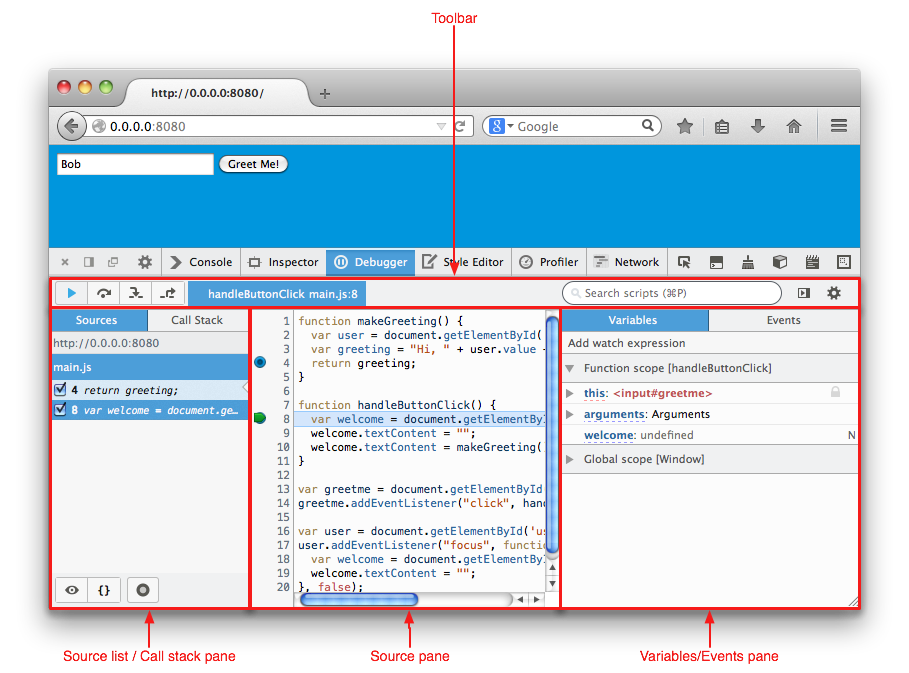 Toolbar
http://0.0.0.0:8080/
0.0.0.0:8080
Google
Bob
Greet Me!
Console
Inspector
Debugger
Style Editor
Profiler
Network
handleButtonClick main.js:8
Search scripts (⌘P)
Sources
Call Stack
http://0.0.0.0:8080
main.js
4 return greeting;
8 var welcome = document.ge…
1 function makeGreeting() {
2 var user = document.getElementById(
3 var greeting = "Hi, " + user.value +
4 return greeting;
5 }
6
7 function handleButtonClick() {
8 var welcome = document.getElementByI
9 welcome.textContent = "";
10 welcome.textContent = makeGreeting(
11 }
12
13 var greetme = document.getElementById
14 greetme.addEventListener("click", hand
15
16 var user = document.getElementById('us
17 user.addEventListener("focus", functio
18 var welcome = document.getElementByI
19 welcome.textContent = "";
20 }, false);
Variables
Events
Add watch expression
Function scope [handleButtonClick]
this: <input#greetme>
arguments: Arguments
welcome: undefined
N
Global scope [Window]
Source list / Call stack pane
Source pane
Variables/Events pane